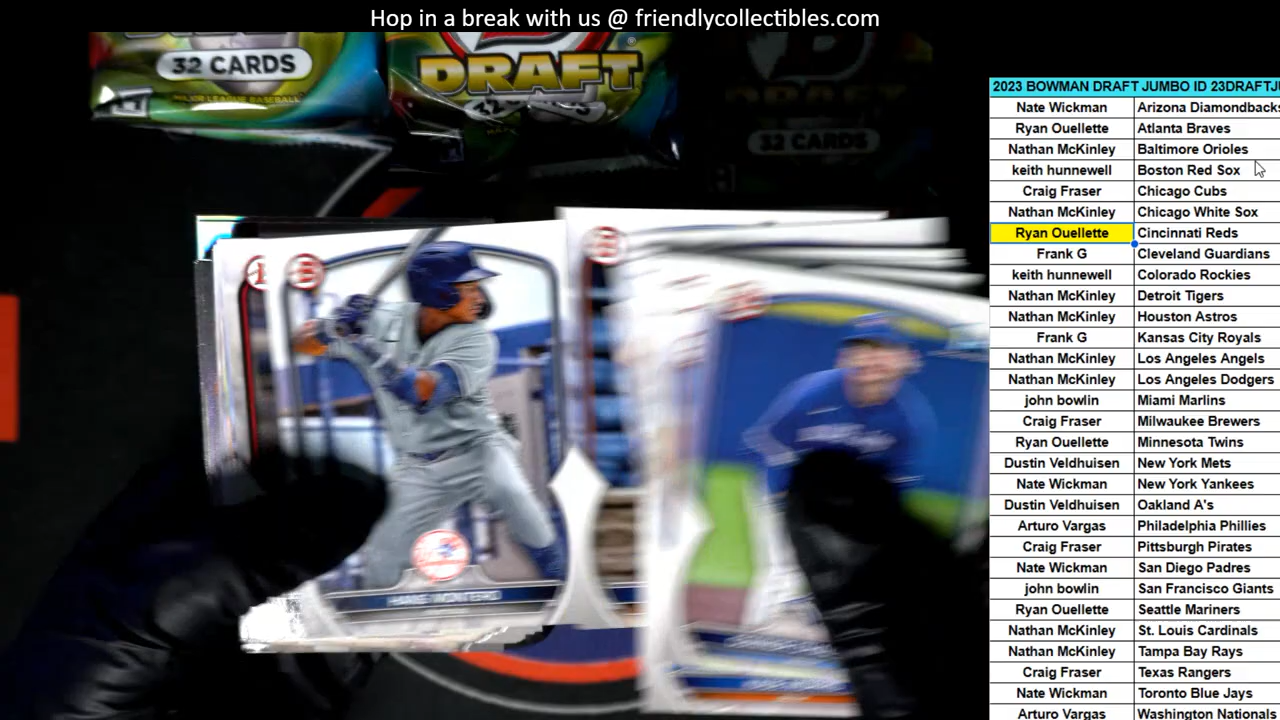 Hop in a break with us @ friendlycollectibles.com
32 CARDS
MAJOR LEAGUE BASEBALL
DRAFT
®
32 CARDS
2023 BOWMAN DRAFT JUMBO ID 23DRAFTJU
Nate Wickman Arizona Diamondbacks
Ryan Ouellette Atlanta Braves
Nathan McKinley Baltimore Orioles
keith hunnewell Boston Red Sox
Craig Fraser Chicago Cubs
Nathan McKinley Chicago White Sox
Ryan Ouellette Cincinnati Reds
Frank G Cleveland Guardians
keith hunnewell Colorado Rockies
Nathan McKinley Detroit Tigers
Nathan McKinley Houston Astros
Frank G Kansas City Royals
Nathan McKinley Los Angeles Angels
Nathan McKinley Los Angeles Dodgers
john bowlin Miami Marlins
Craig Fraser Milwaukee Brewers
Ryan Ouellette Minnesota Twins
Dustin Veldhuisen New York Mets
Nate Wickman New York Yankees
Dustin Veldhuisen Oakland A's
Arturo Vargas Philadelphia Phillies
Craig Fraser Pittsburgh Pirates
Nate Wickman San Diego Padres
john bowlin San Francisco Giants
Ryan Ouellette Seattle Mariners
Nathan McKinley St. Louis Cardinals
Nathan McKinley Tampa Bay Rays
Craig Fraser Texas Rangers
Nate Wickman Toronto Blue Jays
Arturo Vargas Washington Nationals